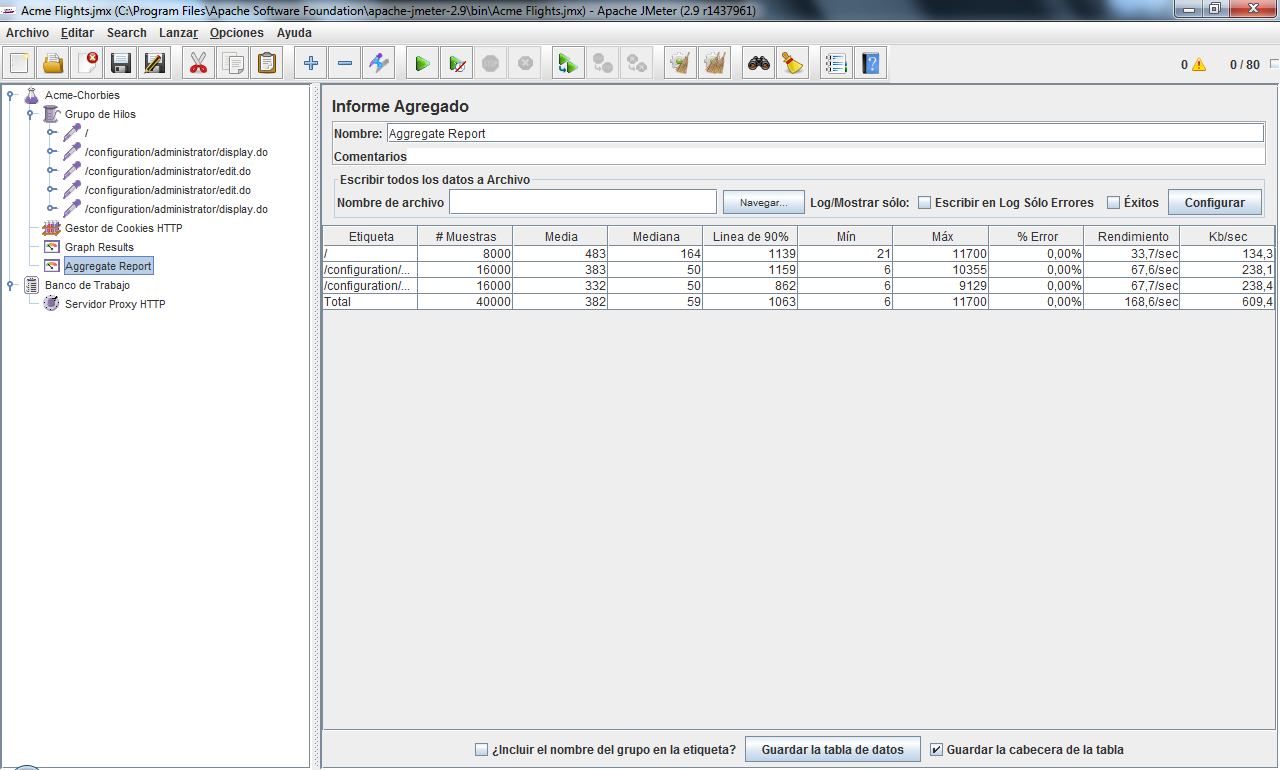 Acme Flights.jmx (C:\Program Files\Apache Software Foundation\apache-jmeter-2.9\bin\Acme Flights.jmx) - Apache JMeter (2.9 r1437961)
Archivo Editar Search Lanzar Opciones Ayuda
0 0 / 80
Acme-Chorbies
Grupo de Hilos
/
/configuration/administrator/display.do
/configuration/administrator/edit.do
/configuration/administrator/edit.do
/configuration/administrator/display.do
Gestor de Cookies HTTP
Graph Results
Aggregate Report
Banco de Trabajo
Servidor Proxy HTTP
Informe Agregado
Nombre: Aggregate Report
Comentarios
Escribir todos los datos a Archivo
Nombre de archivo Navegar... Log/Mostrar sólo: Escribir en Log Sólo Errores Éxitos Configurar
Etiqueta # Muestras Media Mediana Linea de 90% Mín Máx % Error Rendimiento Kb/sec
/ 8000 483 164 1139 21 11700 0,00% 33,7/sec 134,3
/configuration/... 16000 383 50 1159 6 10355 0,00% 67,6/sec 238,1
/configuration/... 16000 332 50 862 6 9129 0,00% 67,7/sec 238,4
Total 40000 382 59 1063 6 11700 0,00% 168,6/sec 609,4
¿Incluir el nombre del grupo en la etiqueta? Guardar la tabla de datos Guardar la cabecera de la tabla